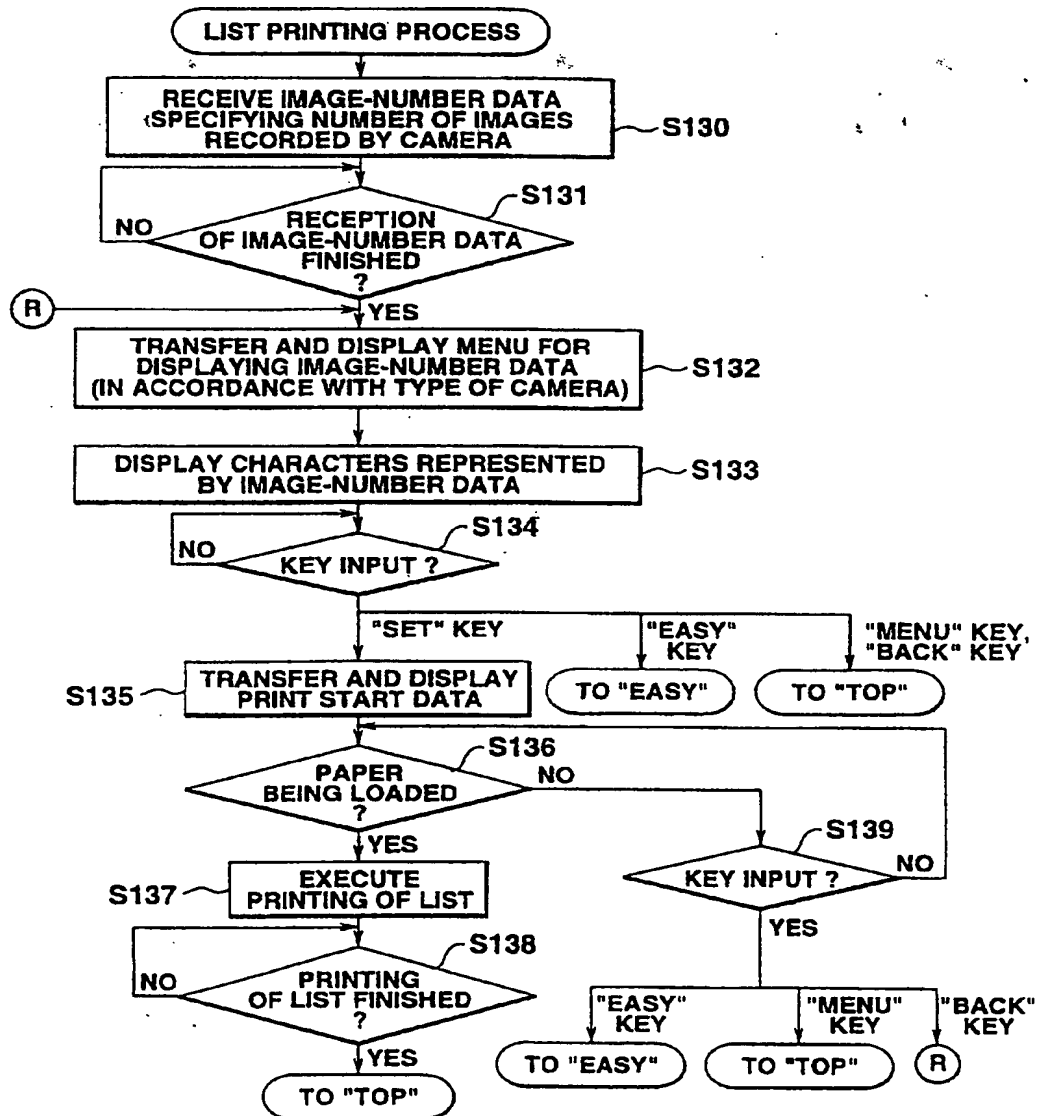 LIST PRINTING PROCESS
RECEIVE IMAGE-NUMBER DATA
(SPECIFYING NUMBER OF IMAGES
RECORDED BY CAMERA
S130
S131
NO
RECEPTION
OF IMAGE-NUMBER DATA
FINISHED
?
R
YES
TRANSFER AND DISPLAY MENU FOR
DISPLAYING IMAGE-NUMBER DATA
(IN ACCORDANCE WITH TYPE OF CAMERA)
S132
DISPLAY CHARACTERS REPRESENTED
BY IMAGE-NUMBER DATA
S133
S134
NO
KEY INPUT ?
"SET" KEY
"EASY"
KEY
"MENU" KEY,
"BACK" KEY
S135
TRANSFER AND DISPLAY
PRINT START DATA
TO "EASY"
TO "TOP"
S136
PAPER
BEING LOADED
?
NO
YES
S139
KEY INPUT ?
NO
YES
S137
EXECUTE
PRINTING OF LIST
S138
NO
PRINTING
OF LIST FINISHED
?
YES
"EASY"
KEY
"MENU"
KEY
"BACK"
KEY
TO "EASY"
TO "TOP"
R
TO "TOP"